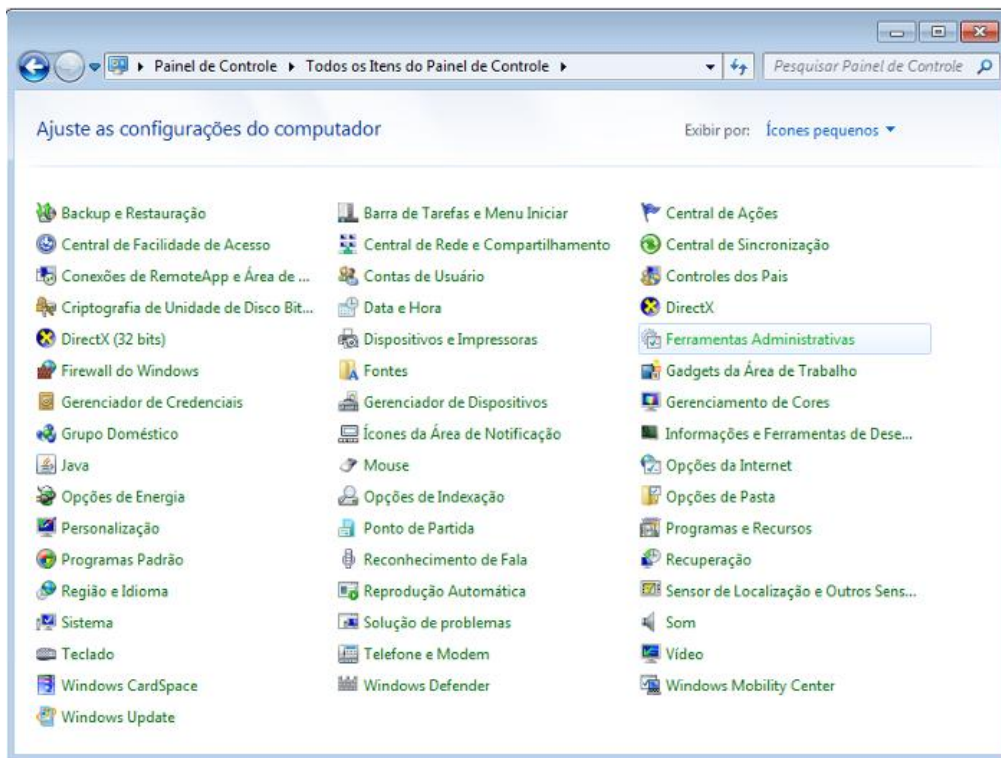 Painel de Controle Todos os Itens do Painel de Controle Pesquisar Painel de Controle
Ajuste as configurações do computador Exibir por: Ícones pequenos
Backup e Restauração Barra de Tarefas e Menu Iniciar Central de Ações
Central de Facilidade de Acesso Central de Rede e Compartilhamento Central de Sincronização
Conexões de RemoteApp e Área de ... Contas de Usuário Controles dos Pais
Criptografia de Unidade de Disco Bit... Data e Hora DirectX
DirectX (32 bits) Dispositivos e Impressoras Ferramentas Administrativas
Firewall do Windows Fontes Gadgets da Área de Trabalho
Gerenciador de Credenciais Gerenciador de Dispositivos Gerenciamento de Cores
Grupo Doméstico Ícones da Área de Notificação Informações e Ferramentas de Dese...
Java Mouse Opções da Internet
Opções de Energia Opções de Indexação Opções de Pasta
Personalização Ponto de Partida Programas e Recursos
Programas Padrão Reconhecimento de Fala Recuperação
Região e Idioma Reprodução Automática Sensor de Localização e Outros Sens...
Sistema Solução de problemas Som
Teclado Telefone e Modem Vídeo
Windows CardSpace Windows Defender Windows Mobility Center
Windows Update